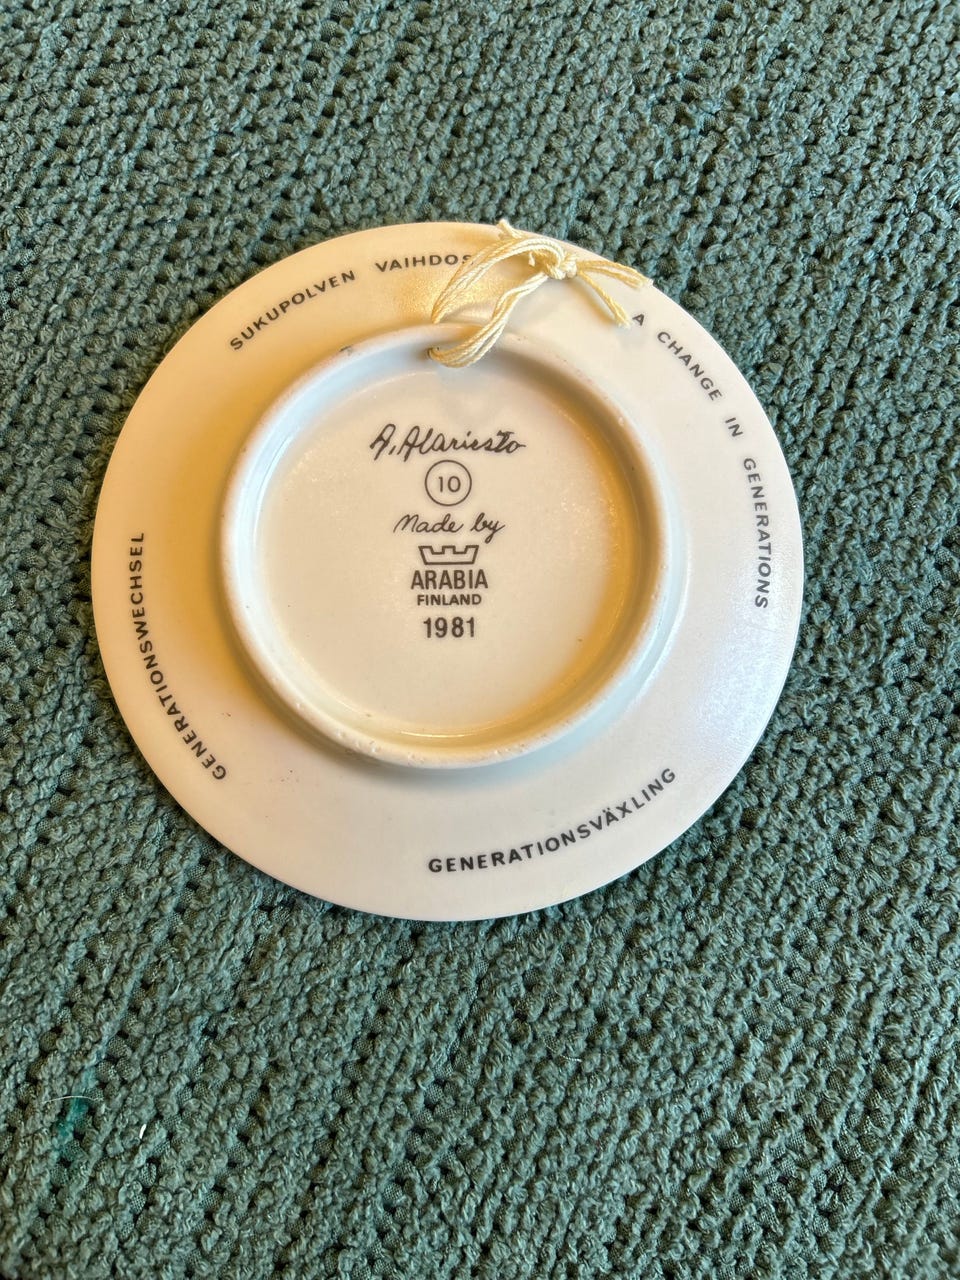 SUKUPOLVEN VAIHDOS
A CHANGE IN GENERATIONS
GENERATIONSVÄXLING
GENERATIONSWECHSEL
A. Alariesto
10
Made by
ARABIA
FINLAND
1981